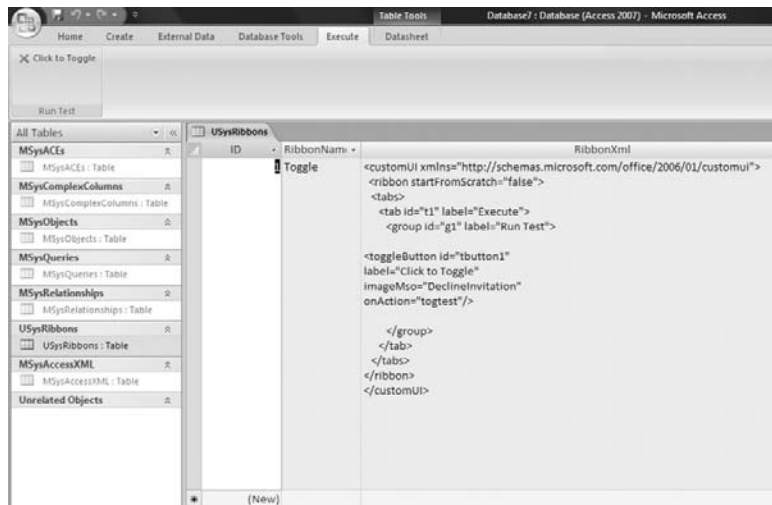 Table Tools Database7 : Database (Access 2007) - Microsoft Access
Home Create External Data Database Tools Execute Datasheet
Click to Toggle
Run Test
All Tables
USysRibbons
MSysACEs
MSysACEs : Table
MSysComplexColumns
MSysComplexColumns : Table
MSysObjects
MSysObjects : Table
MSysQueries
MSysQueries : Table
MSysRelationships
MSysRelationships : Table
USysRibbons
USysRibbons : Table
MSysAccessXML
MSysAccessXML : Table
Unrelated Objects
ID RibbonNam RibbonXml
1 Toggle
<customUI xmlns="http://schemas.microsoft.com/office/2006/01/customui">
<ribbon startFromScratch="false">
<tabs>
<tab id="t1" label="Execute">
<group id="g1" label="Run Test">
<toggleButton id="tbutton1"
label="Click to Toggle"
imageMso="DeclineInvitation"
onAction="togtest"/>
</group>
</tab>
</tabs>
</ribbon>
</customUI>
(New)